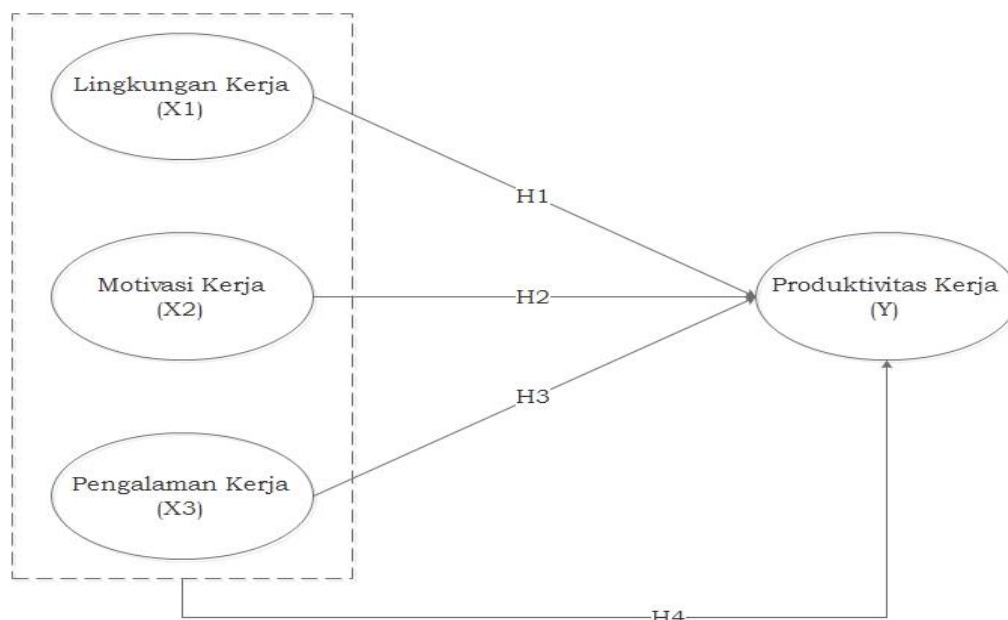 Lingkungan Kerja
(X1)
H1
Motivasi Kerja
(X2)
H2
Produktivitas Kerja
(Y)
H3
Pengalaman Kerja
(X3)
H4